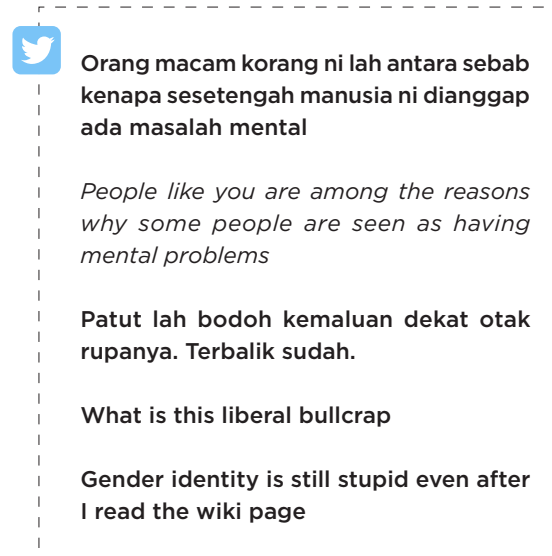 Orang macam korang ni lah antara sebab
kenapa sesetengah manusia ni dianggap
ada masalah mental
People like you are among the reasons
why some people are seen as having
mental problems
Patut lah bodoh kemaluan dekat otak
rupanya. Terbalik sudah.
What is this liberal bullcrap
Gender identity is still stupid even after
I read the wiki page